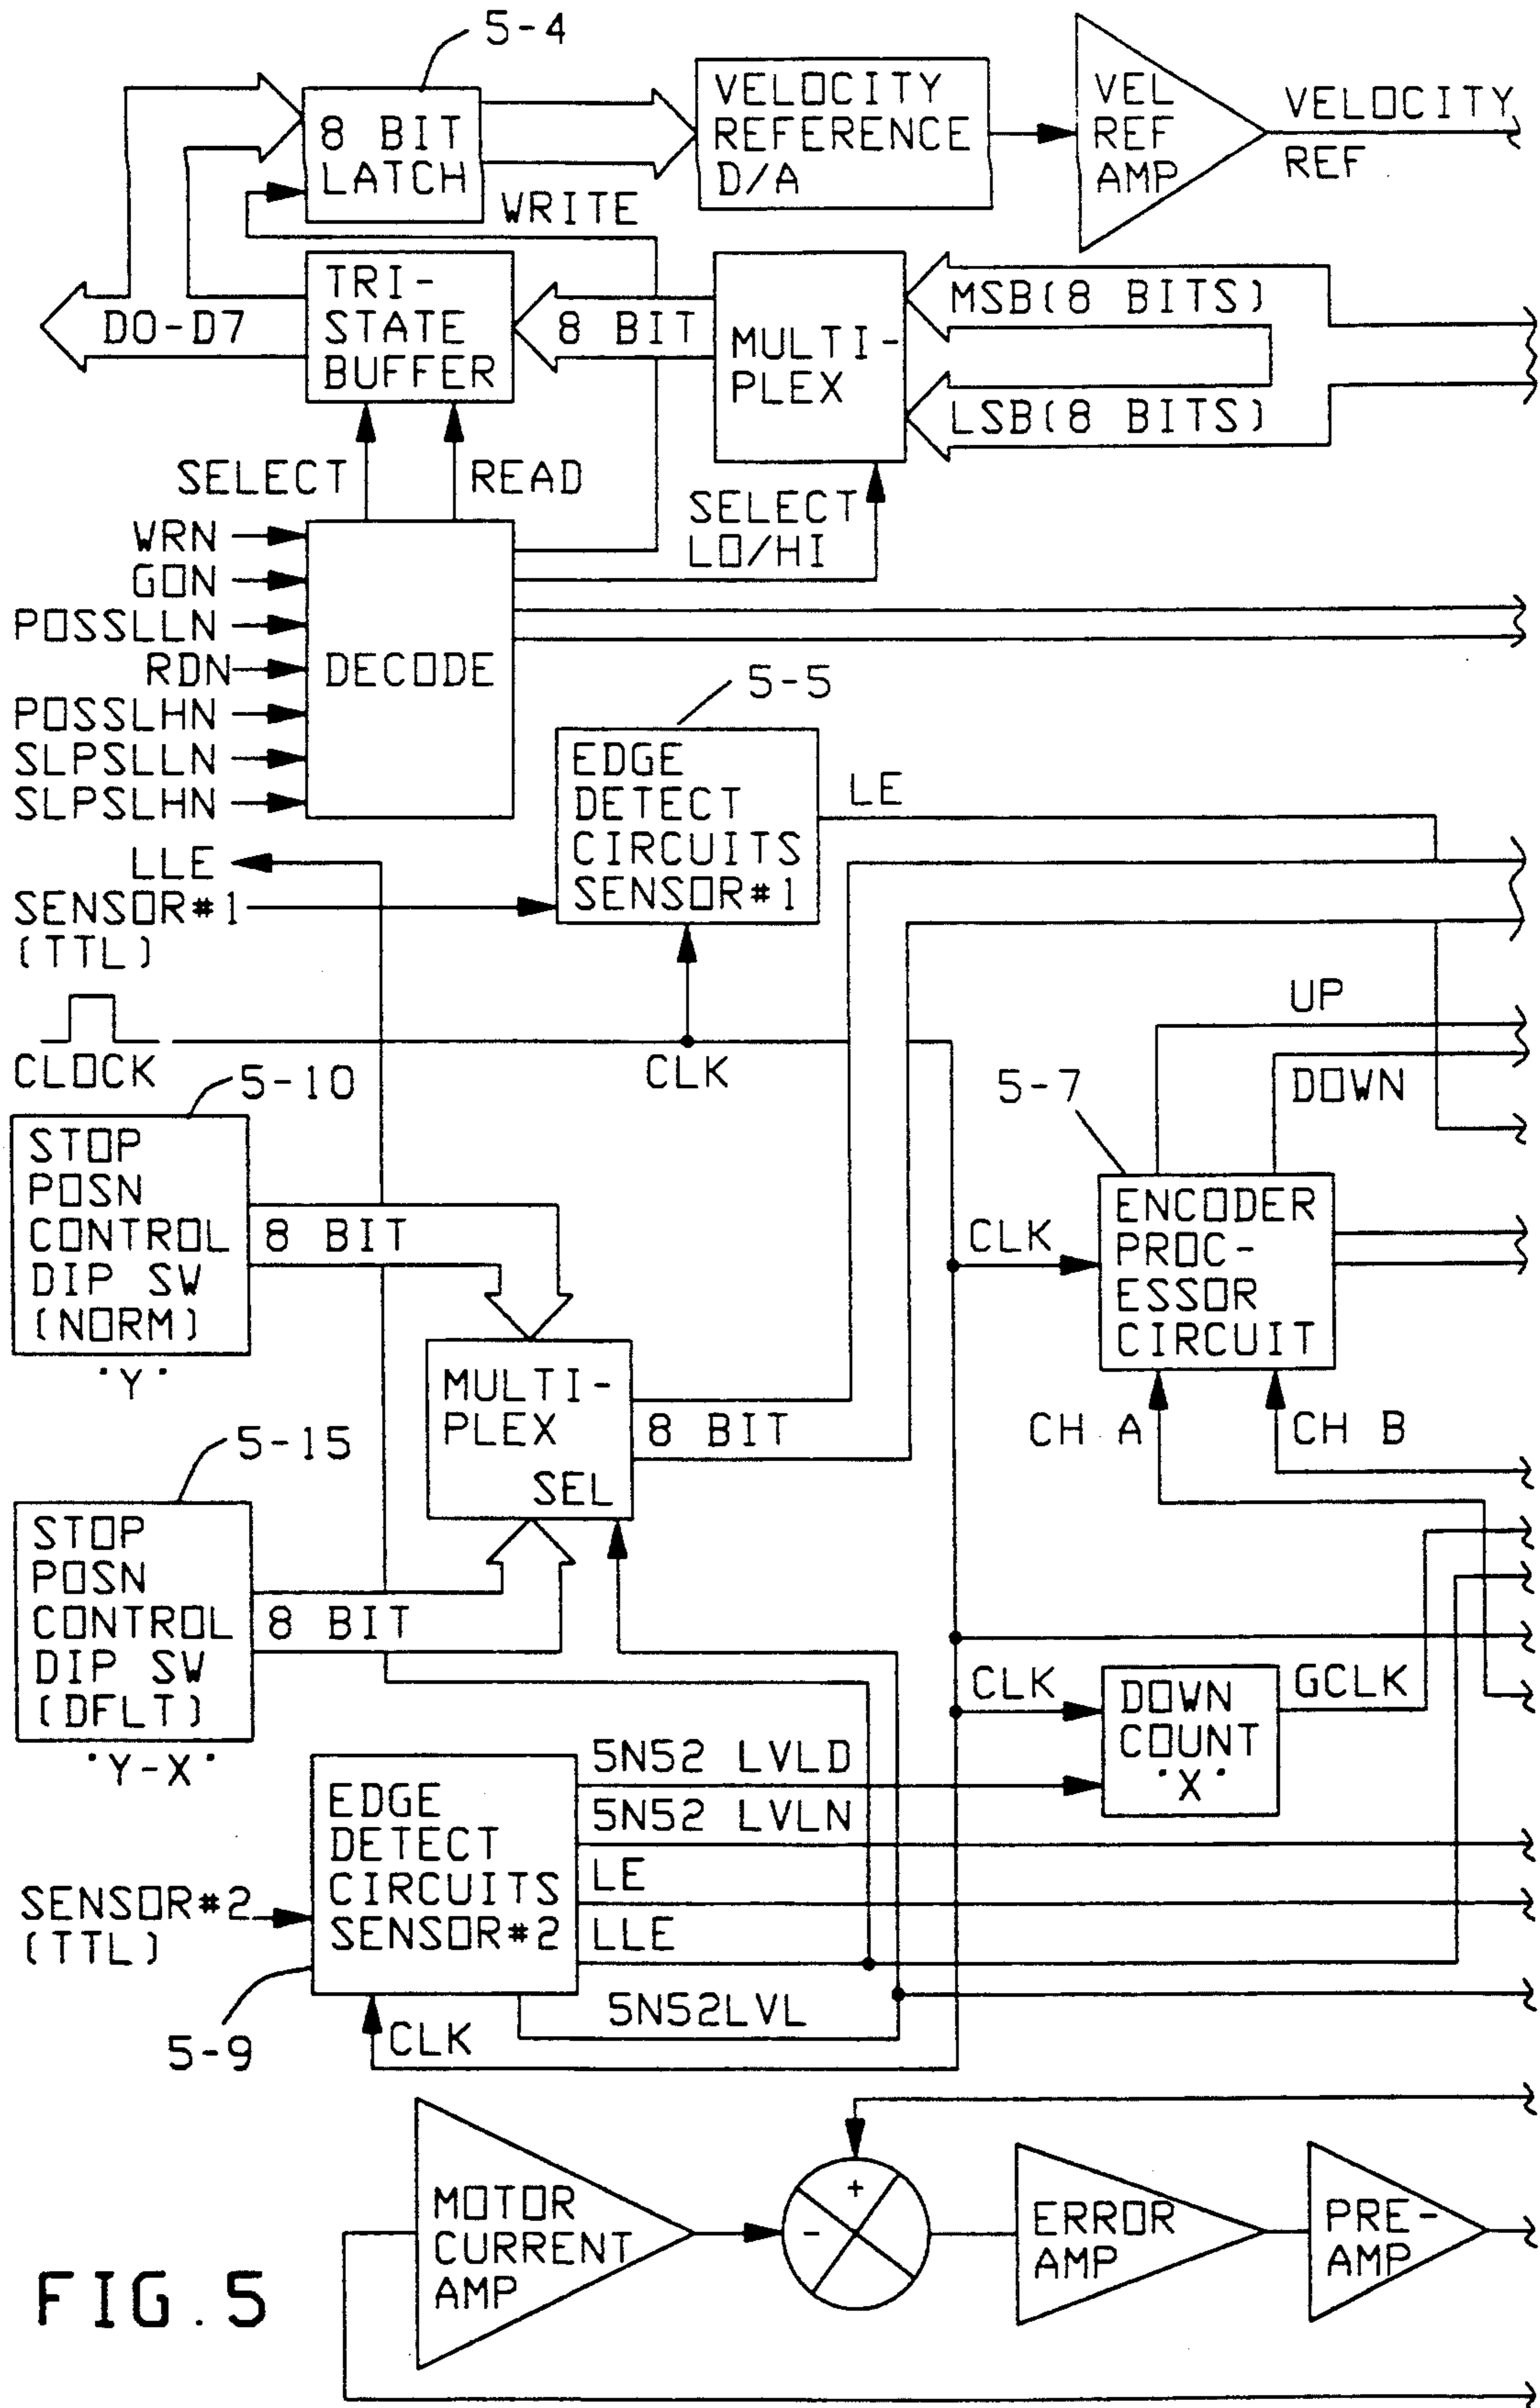 5-4
8 BIT
LATCH
VELOCITY
REFERENCE
D/A
VEL
REF
AMP
VELOCITY
REF
WRITE
TRI-
STATE
BUFFER
D0-D7
8 BIT
MULTI-
PLEX
MSB(8 BITS)
LSB(8 BITS)
SELECT
READ
SELECT
LO/HI
WRN
GON
POSSLLN
RDN
POSSLHN
SLPSLLN
SLPSLHN
DECODE
5-5
EDGE
DETECT
CIRCUITS
SENSOR#1
LE
LLE
SENSOR#1
(TTL)
CLOCK
CLK
UP
DOWN
5-10
STOP
POSN
CONTROL
DIP SW
(NORM)
"Y"
8 BIT
5-7
ENCODER
PROC-
ESSOR
CIRCUIT
CLK
CH A
CH B
MULTI-
PLEX
SEL
8 BIT
5-15
STOP
POSN
CONTROL
DIP SW
(DFLT)
"Y-X"
8 BIT
CLK
DOWN
COUNT
"X"
GCLK
5N52 LVLD
5N52 LVLN
LE
LLE
EDGE
DETECT
CIRCUITS
SENSOR#2
SENSOR#2
(TTL)
5-9
CLK
5N52LVL
MOTOR
CURRENT
AMP
+
-
ERROR
AMP
PRE-
AMP
FIG.5